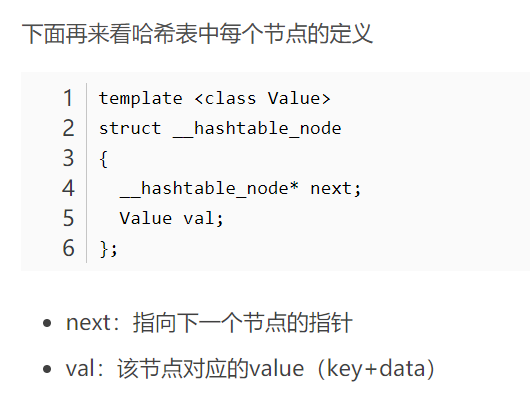 下面再来看哈希表中每个节点的定义
1 template <class Value>
2 struct __hashtable_node
3 {
4   __hashtable_node* next;
5   Value val;
6 };
• next：指向下一个节点的指针
• val：该节点对应的value（key+data）